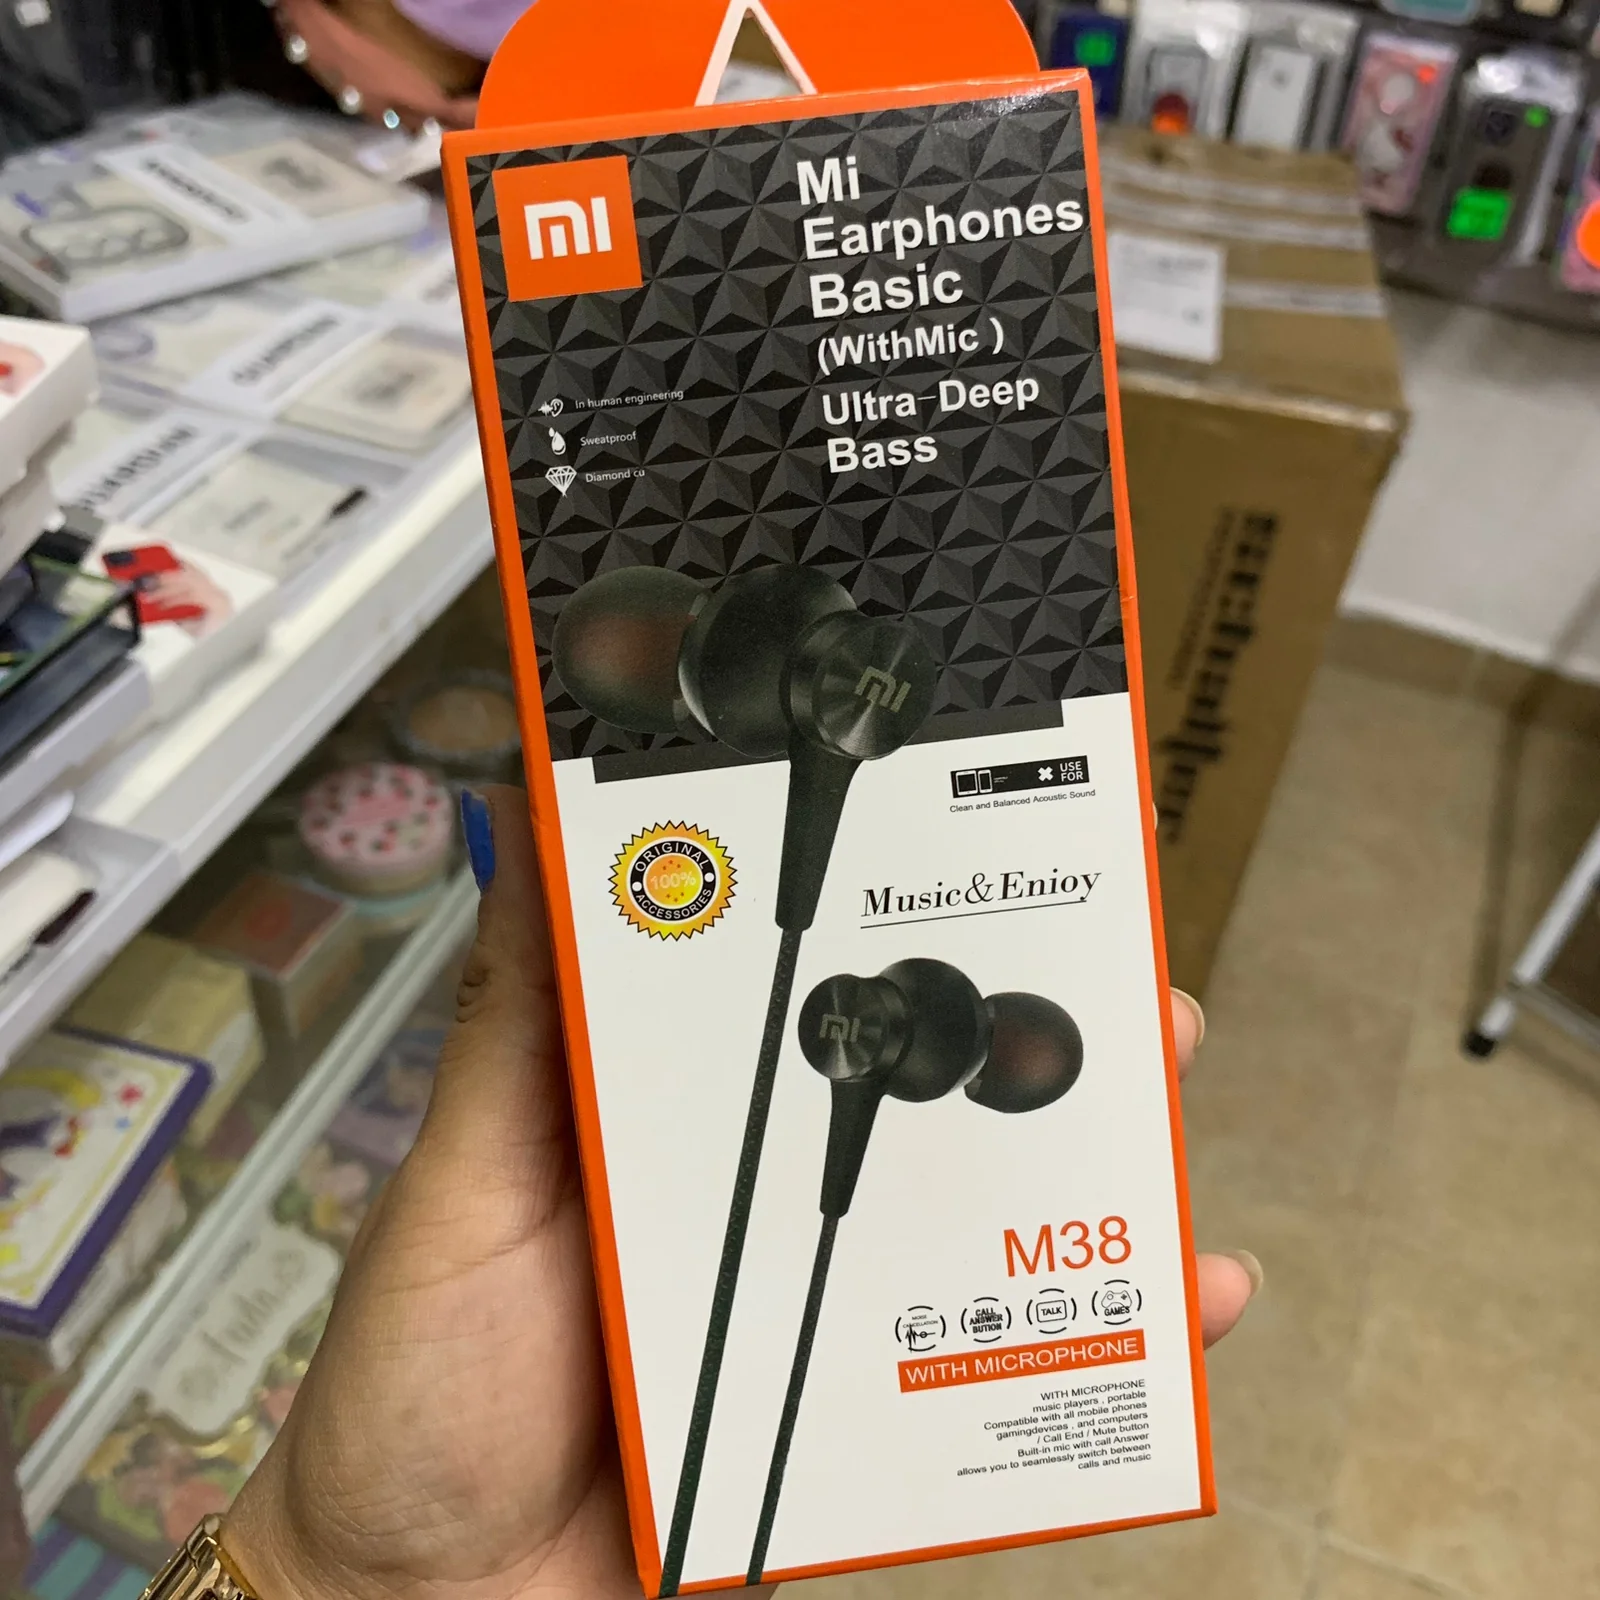 MI
Mi
Earphones
Basic
(WithMic )
Ultra-Deep
Bass
In human engineering
Sweatproof
Diamond cu
MI
USE
FOR
Clean and Balanced Acoustic Sound
ORIGINAL
100%
ACCESSORIES
Music&Enioy
MI
M38
CALL
ANSWER
BUTION
TALK
GAMES
WITH MICROPHONE
WITH MICROPHONE
music players , portable
Compatible with all mobile phones
gamingdevices , and computers
/ Call End / Mute button
Built-in mic with call Answer
allows you to seamlessly switch between
calls and music